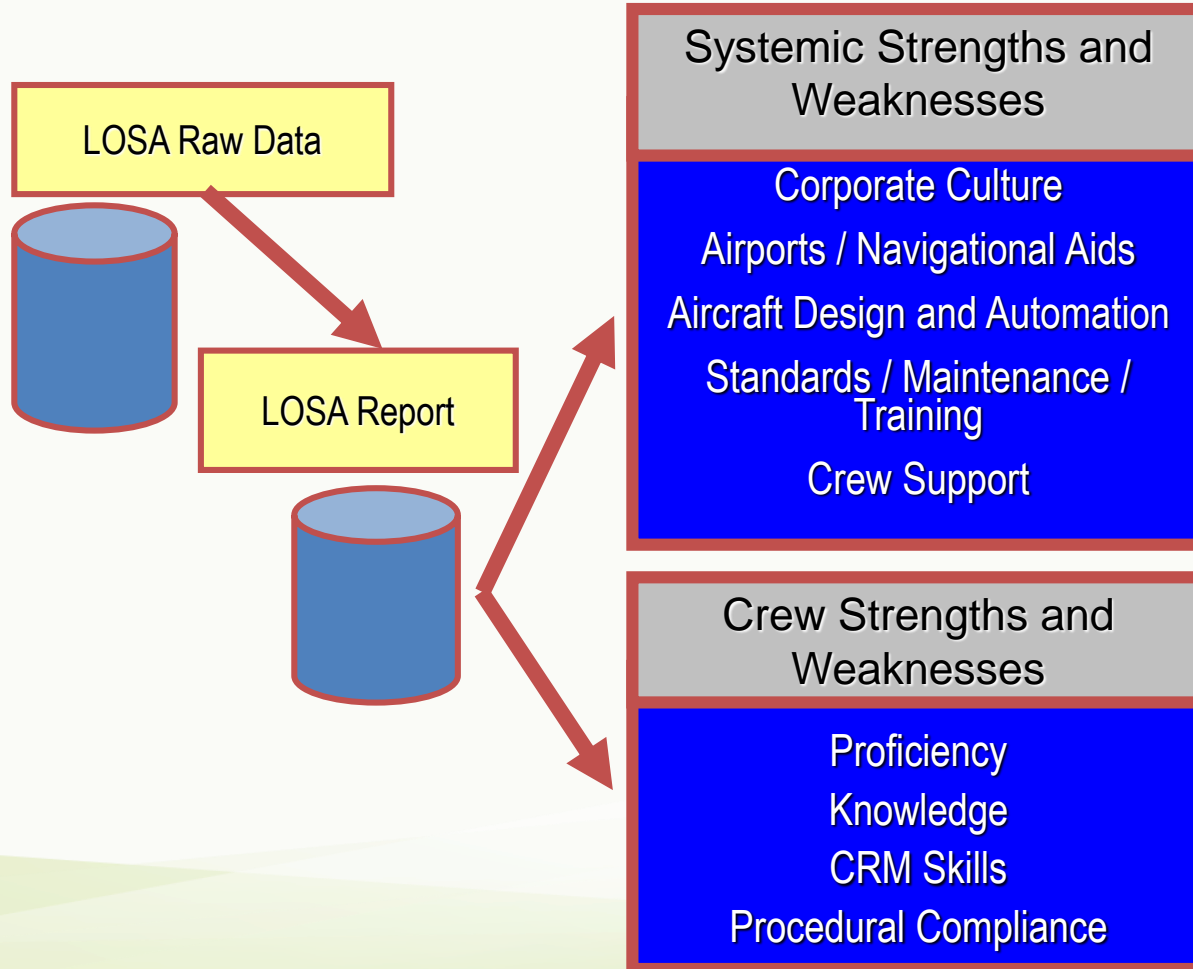 LOSA Raw Data
LOSA Report
Systemic Strengths and
Weaknesses
Corporate Culture
Airports / Navigational Aids
Aircraft Design and Automation
Standards / Maintenance /
Training
Crew Support
Crew Strengths and
Weaknesses
Proficiency
Knowledge
CRM Skills
Procedural Compliance